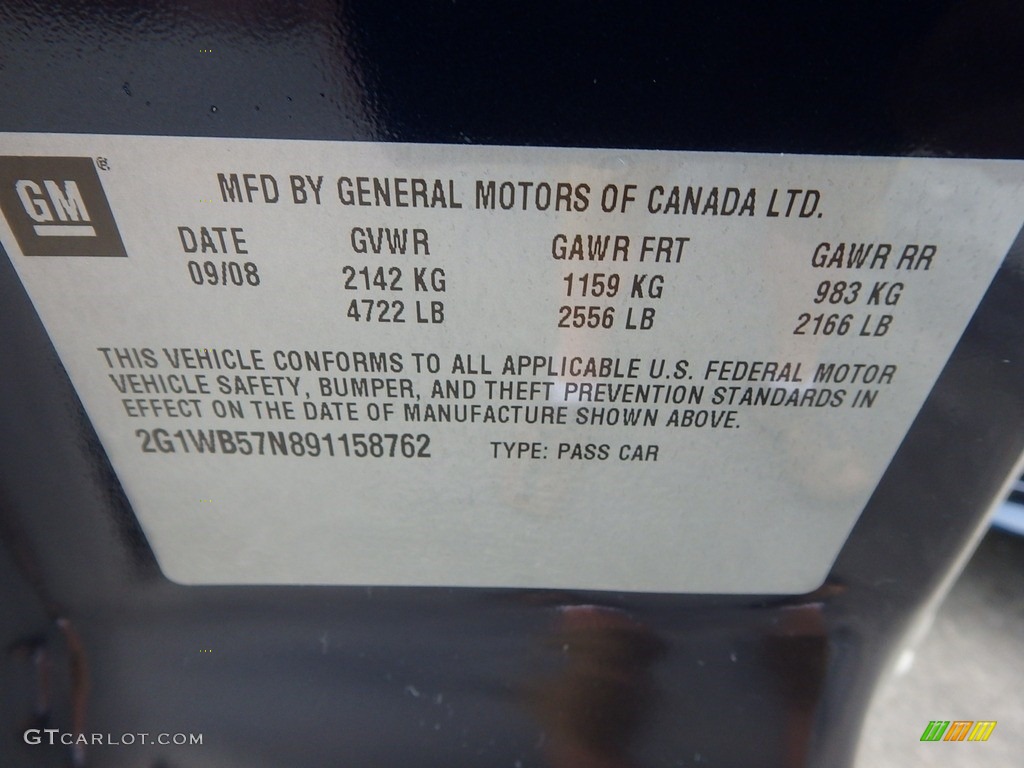 GM ®
MFD BY GENERAL MOTORS OF CANADA LTD.
DATE GVWR GAWR FRT GAWR RR
09/08 2142 KG 1159 KG 983 KG
4722 LB 2556 LB 2166 LB
THIS VEHICLE CONFORMS TO ALL APPLICABLE U.S. FEDERAL MOTOR
VEHICLE SAFETY, BUMPER, AND THEFT PREVENTION STANDARDS IN
EFFECT ON THE DATE OF MANUFACTURE SHOWN ABOVE.
2G1WB57N891158762 TYPE: PASS CAR
GTCARLOT.COM